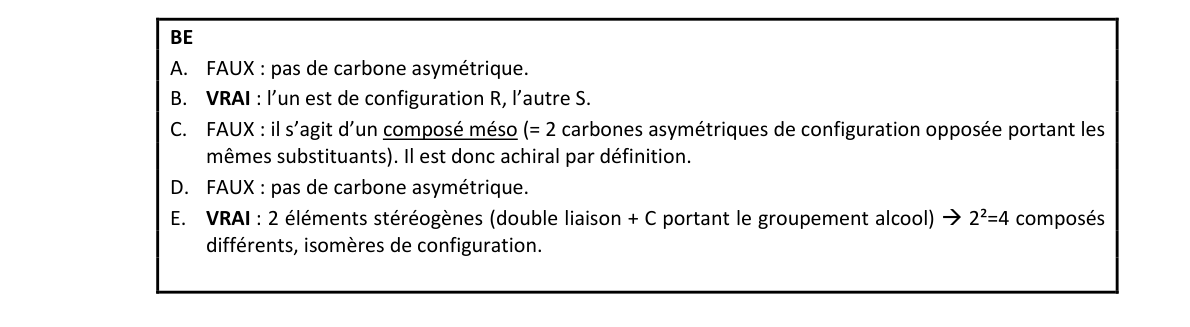 BE
A. FAUX : pas de carbone asymétrique.
B. VRAI : l’un est de configuration R, l’autre S.
C. FAUX : il s’agit d’un composé méso (= 2 carbones asymétriques de configuration opposée portant les
mêmes substituants). Il est donc achiral par définition.
D. FAUX : pas de carbone asymétrique.
E. VRAI : 2 éléments stéréogènes (double liaison + C portant le groupement alcool) → 2²=4 composés
différents, isomères de configuration.